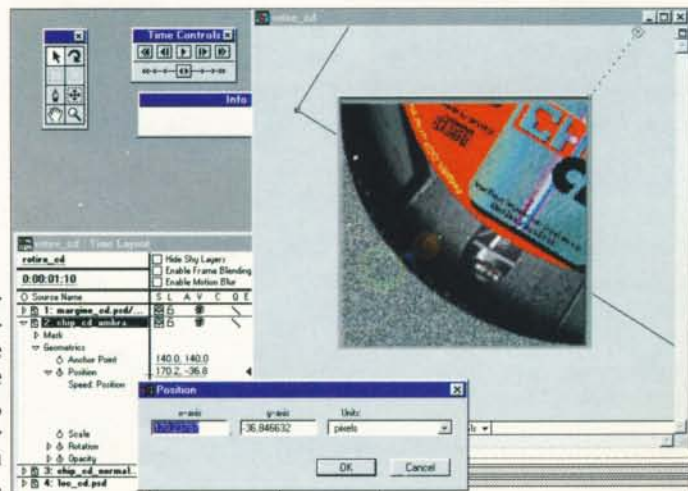 rotire_cd
Time Controls
Info
rotire_cd : Time Layout
rotire_cd
Hide Shy Layers
Enable Frame Blending
0:00:01:10
Enable Motion Blur
Source Name
S L A V C Q E
1: margine_cd.psd/...
2: chip_cd_umbra
Mask
Geometrics
Anchor Point
140.0, 140.0
Position
170.2, -36.8
Speed: Position
Scale
Rotation
Opacity
3: chip_cd_normal...
4: loc_cd.psd
Position
x-axis
y-axis
Units:
-36.846632
pixels
OK
Cancel